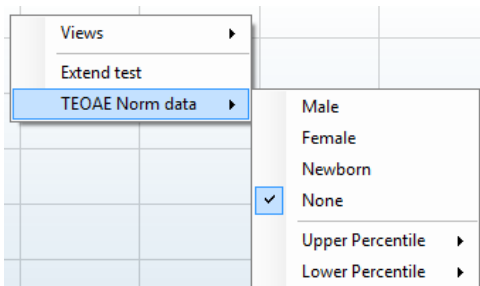 Views
Extend test
TEOAE Norm data
Male
Female
Newborn
None
Upper Percentile
Lower Percentile